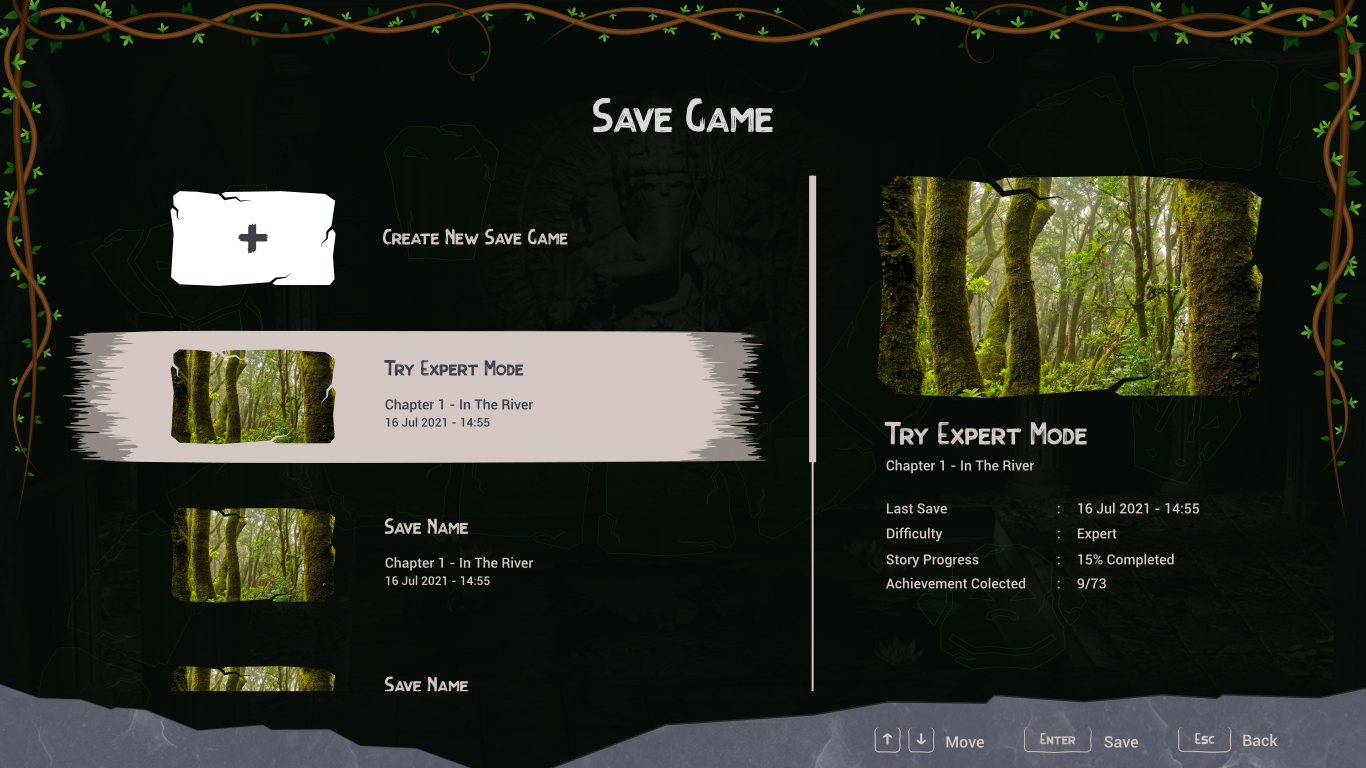 Save Game
Create New Save Game
Try Expert Mode
Chapter 1 - In The River
16 Jul 2021 - 14:55
Save Name
Chapter 1 - In The River
16 Jul 2021 - 14:55
Save Name
Try Expert Mode
Chapter 1 - In The River
Last Save : 16 Jul 2021 - 14:55
Difficulty : Expert
Story Progress : 15% Completed
Achievement Colected : 9/73
↑ ↓ Move Enter Save Esc Back